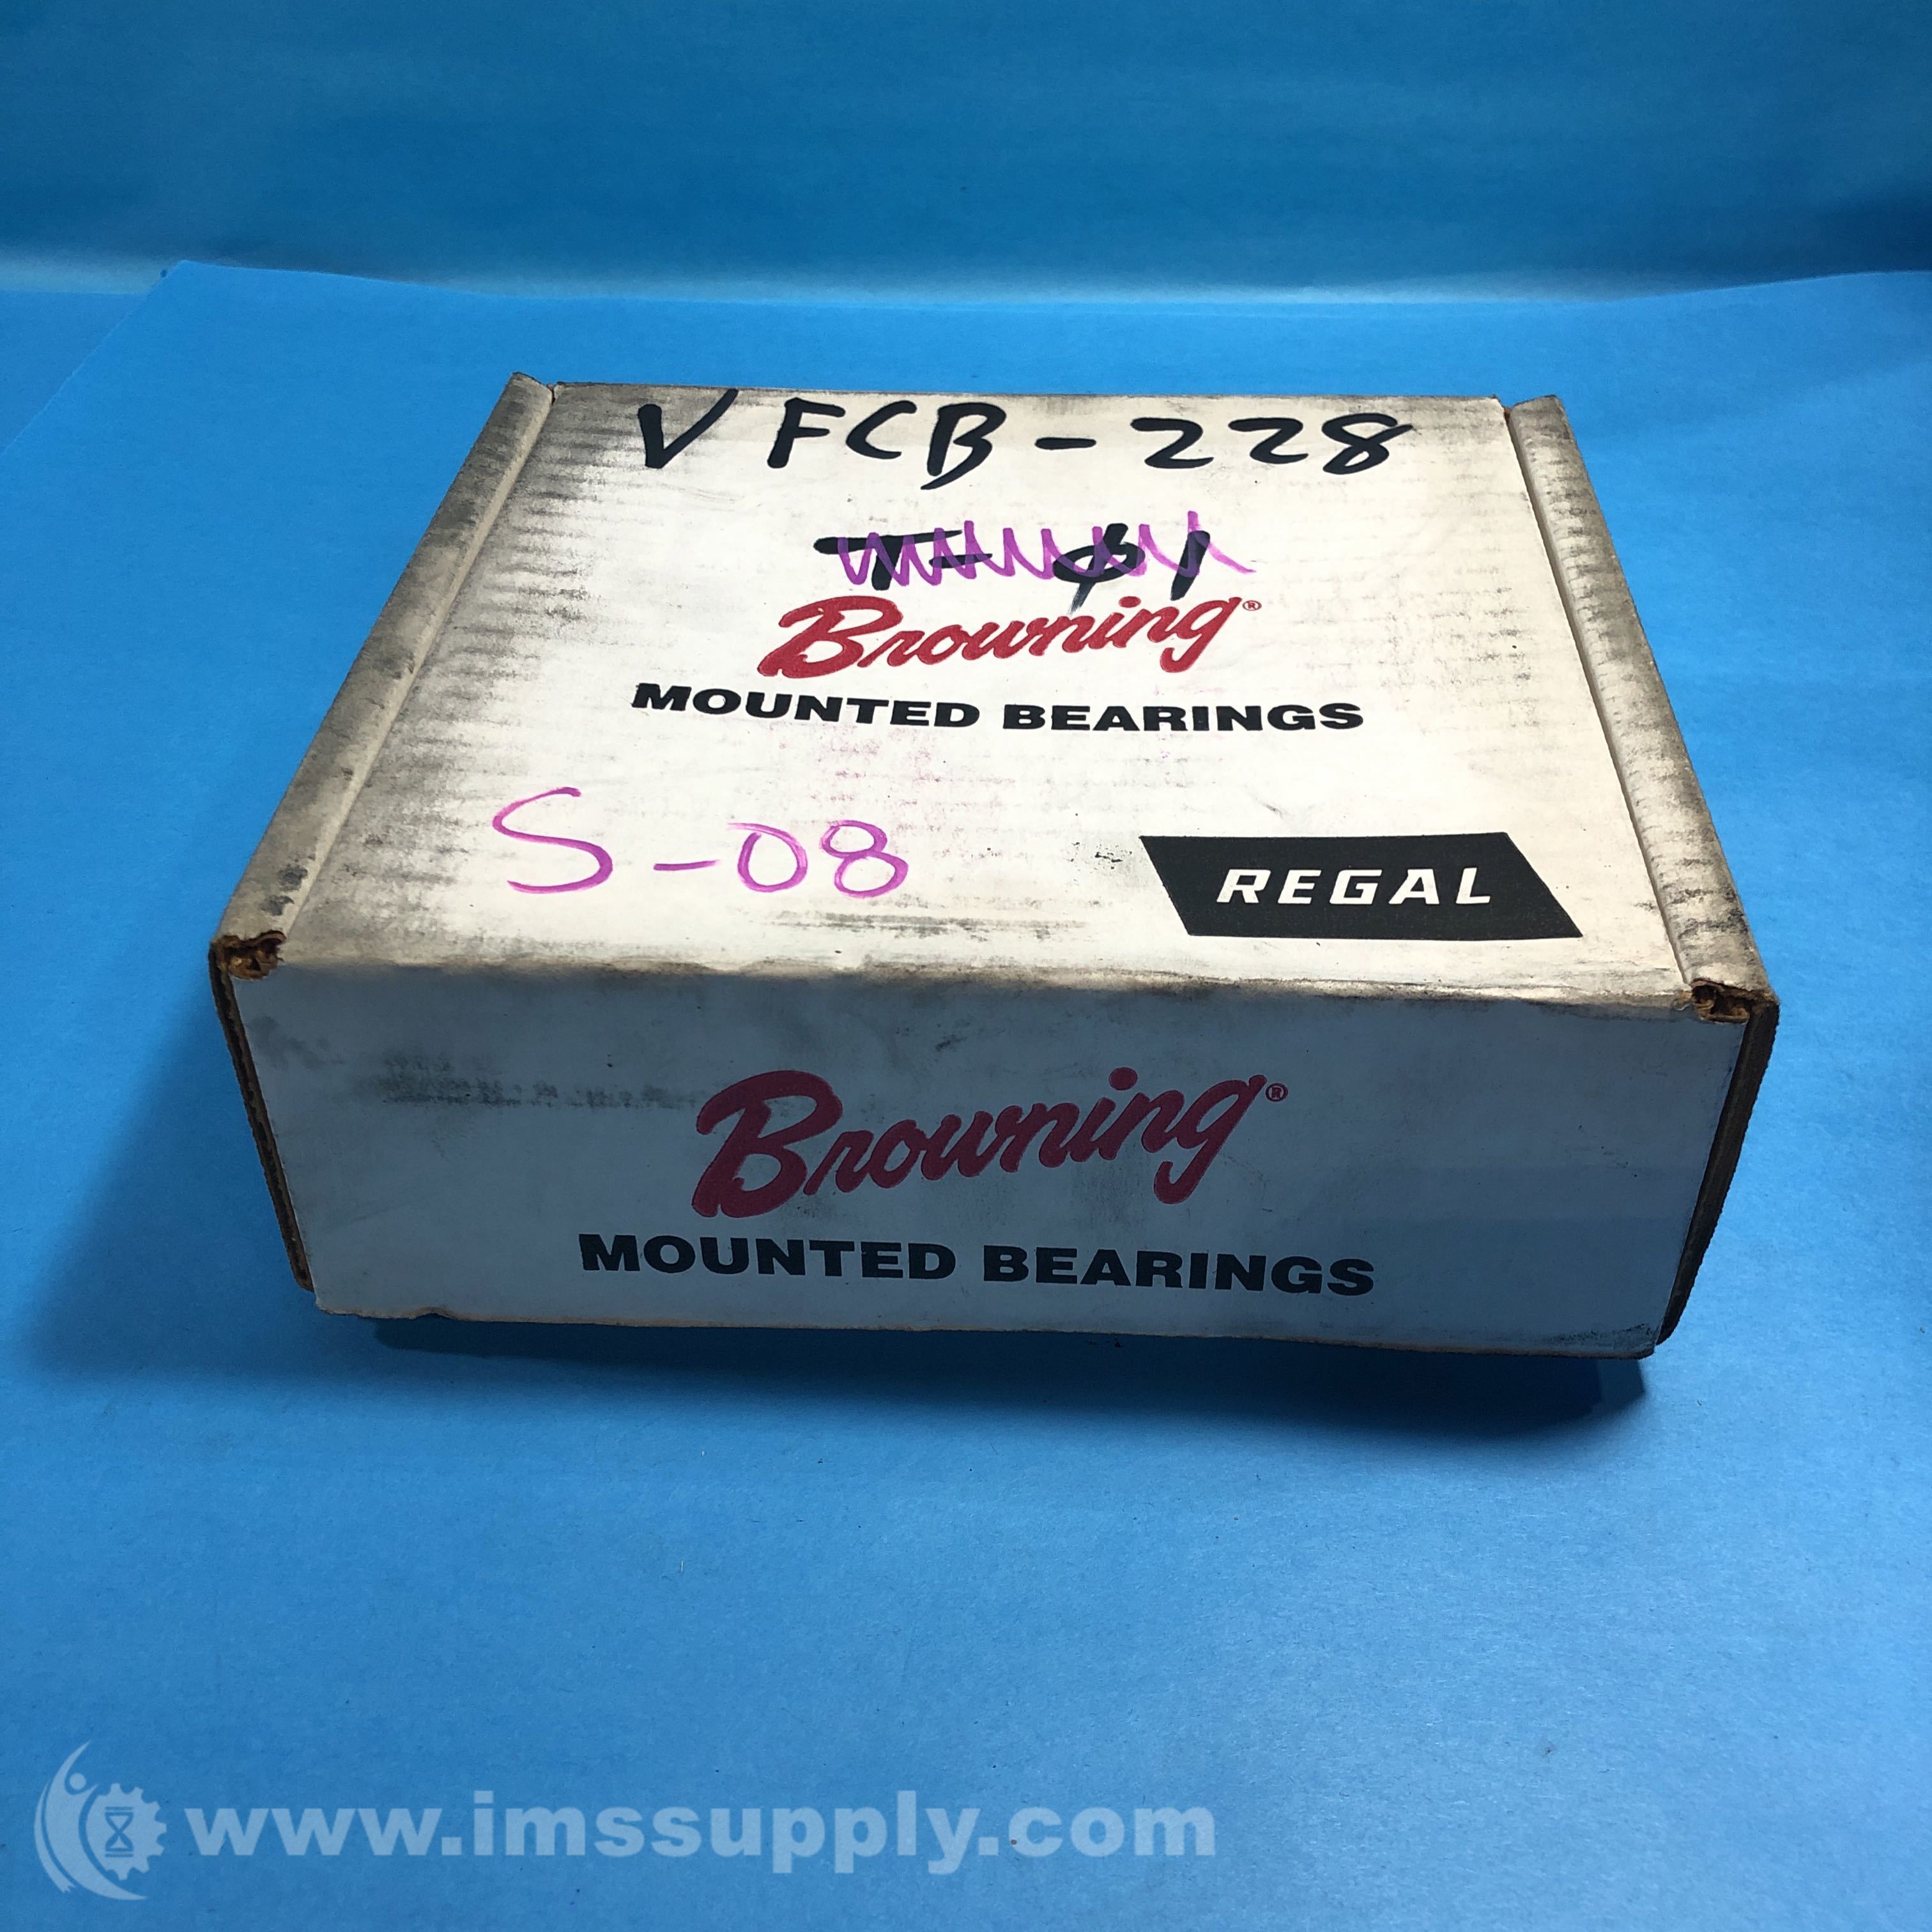 VFCB-228
Browning®
MOUNTED BEARINGS
S-08
REGAL
Browning®
MOUNTED BEARINGS
www.imssupply.com